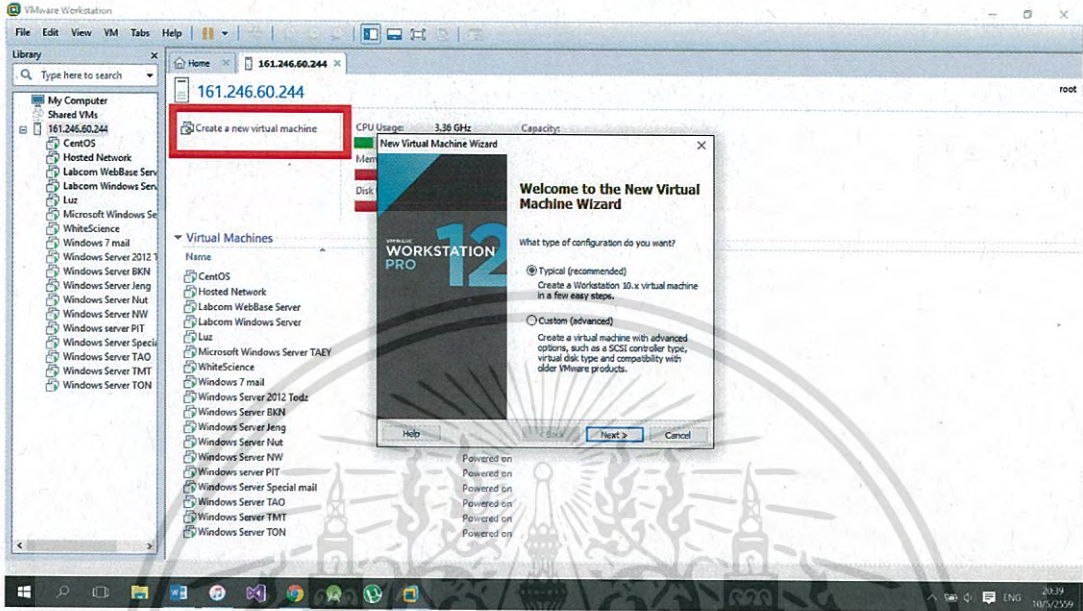 VMware Workstation
File Edit View VM Tabs Help
Library
Type here to search
My Computer
Shared VMs
161.246.60.244
CentOS
Hosted Network
Labcom WebBase Serv
Labcom Windows Serv
Luz
Microsoft Windows Se
WhiteScience
Windows 7 mail
Windows Server 2012 T
Windows Server BKN
Windows Server Jeng
Windows Server Nut
Windows Server NW
Windows server PIT
Windows Server Specia
Windows Server TAO
Windows Server TMT
Windows Server TON
Home
161.246.60.244
161.246.60.244
root
Create a new virtual machine
CPU Usage: 3.36 GHz Capacity:
Mem
Disk
Virtual Machines
Name
CentOS
Hosted Network
Labcom WebBase Server
Labcom Windows Server
Luz
Microsoft Windows Server TAEY
WhiteScience
Windows 7 mail
Windows Server 2012 Todz
Windows Server BKN
Windows Server Jeng
Windows Server Nut
Windows Server NW Powered on
Windows server PIT Powered on
Windows Server Special mail Powered on
Windows Server TAO Powered on
Windows Server TMT Powered on
Windows Server TON Powered on
New Virtual Machine Wizard
VMWARE
WORKSTATION
PRO 12
Welcome to the New Virtual
Machine Wizard
What type of configuration do you want?
Typical (recommended)
Create a Workstation 10.x virtual machine
in a few easy steps.
Custom (advanced)
Create a virtual machine with advanced
options, such as a SCSI controller type,
virtual disk type and compatibility with
older VMware products.
Help
< Back
Next >
Cancel
ENG
20:39
10/5/2559